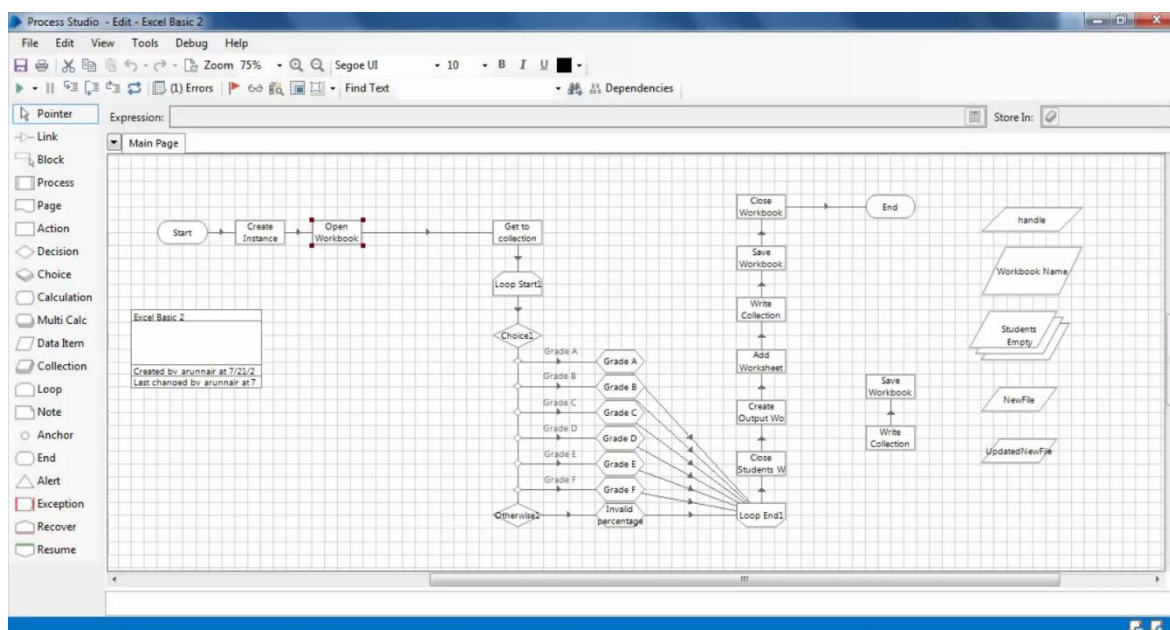 Process Studio - Edit - Excel Basic 2
File Edit View Tools Debug Help
Zoom 75% Segoe UI 10 B I U
(1) Errors Find Text Dependencies
Pointer
Link
Block
Process
Page
Action
Decision
Choice
Calculation
Multi Calc
Data Item
Collection
Loop
Note
Anchor
End
Alert
Exception
Recover
Resume
Expression:
Store In:
Main Page
Start
Create
Instance
Open
Workbook
Get to
collection
Loop Start1
Choice1
Grade A
Grade A
Grade B
Grade B
Grade C
Grade C
Grade D
Grade D
Grade E
Grade E
Grade F
Grade F
Otherwise1
Invalid
percentage
Excel Basic 2
Created by arunnair at 7/21/2
Last changed by arunnair at 7
Close
Workbook
End
Save
Workbook
Write
Collection
Add
Worksheet
Create
Output Wo
Close
Students W
Loop End1
Save
Workbook
Write
Collection
handle
Workbook Name
Students
Empty
NewFile
UpdatedNewFile